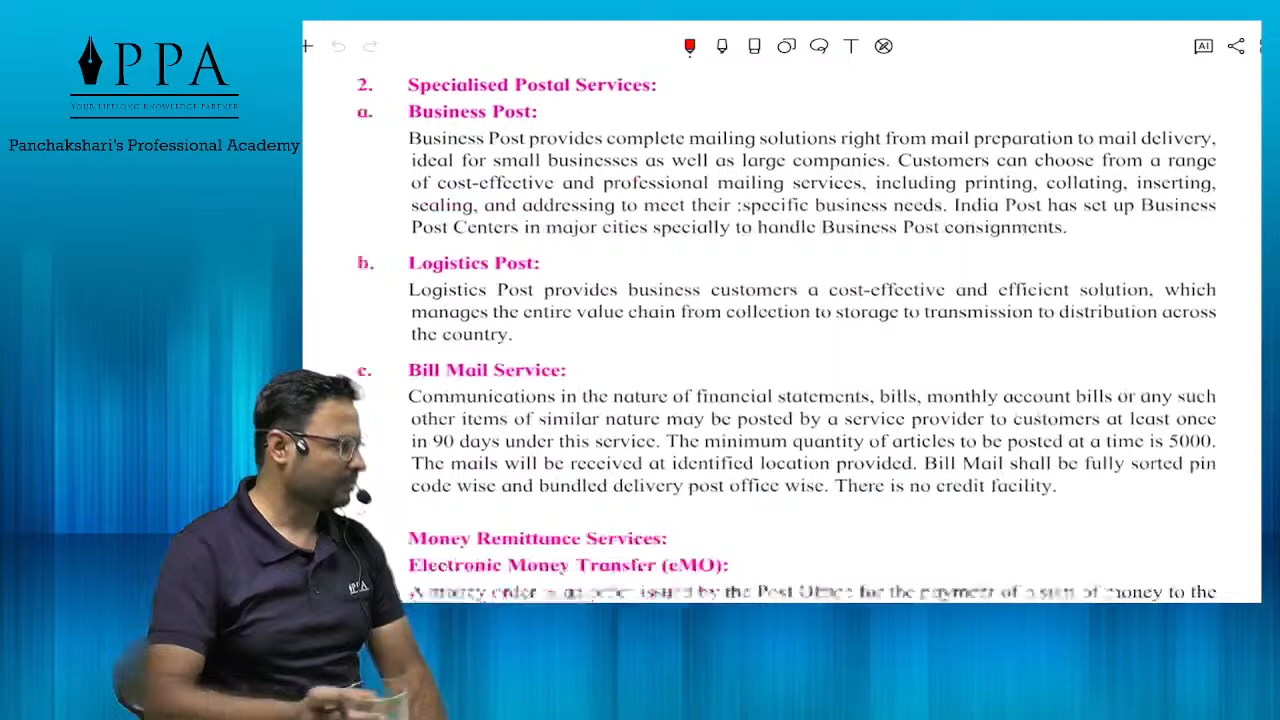 PPA
YOUR LIFELONG KNOWLEDGE PARTNER
Panchakshari's Professional Academy
T
AI
2. Specialised Postal Services:
a. Business Post:
Business Post provides complete mailing solutions right from mail preparation to mail delivery,
ideal for small businesses as well as large companies. Customers can choose from a range
of cost-effective and professional mailing services, including printing, collating, inserting,
sealing, and addressing to meet their :specific business needs. India Post has set up Business
Post Centers in major cities specially to handle Business Post consignments.
b. Logistics Post:
Logistics Post provides business customers a cost-effective and efficient solution, which
manages the entire value chain from collection to storage to transmission to distribution across
the country.
c. Bill Mail Service:
Communications in the nature of financial statements, bills, monthly account bills or any such
other items of similar nature may be posted by a service provider to customers at least once
in 90 days under this service. The minimum quantity of articles to be posted at a time is 5000.
The mails will be received at identified location provided. Bill Mail shall be fully sorted pin
code wise and bundled delivery post office wise. There is no credit facility.
Money Remittance Services:
Electronic Money Transfer (eMO):
A money order is an order issued by the Post Office for the payment of a sum of money to the
PPA